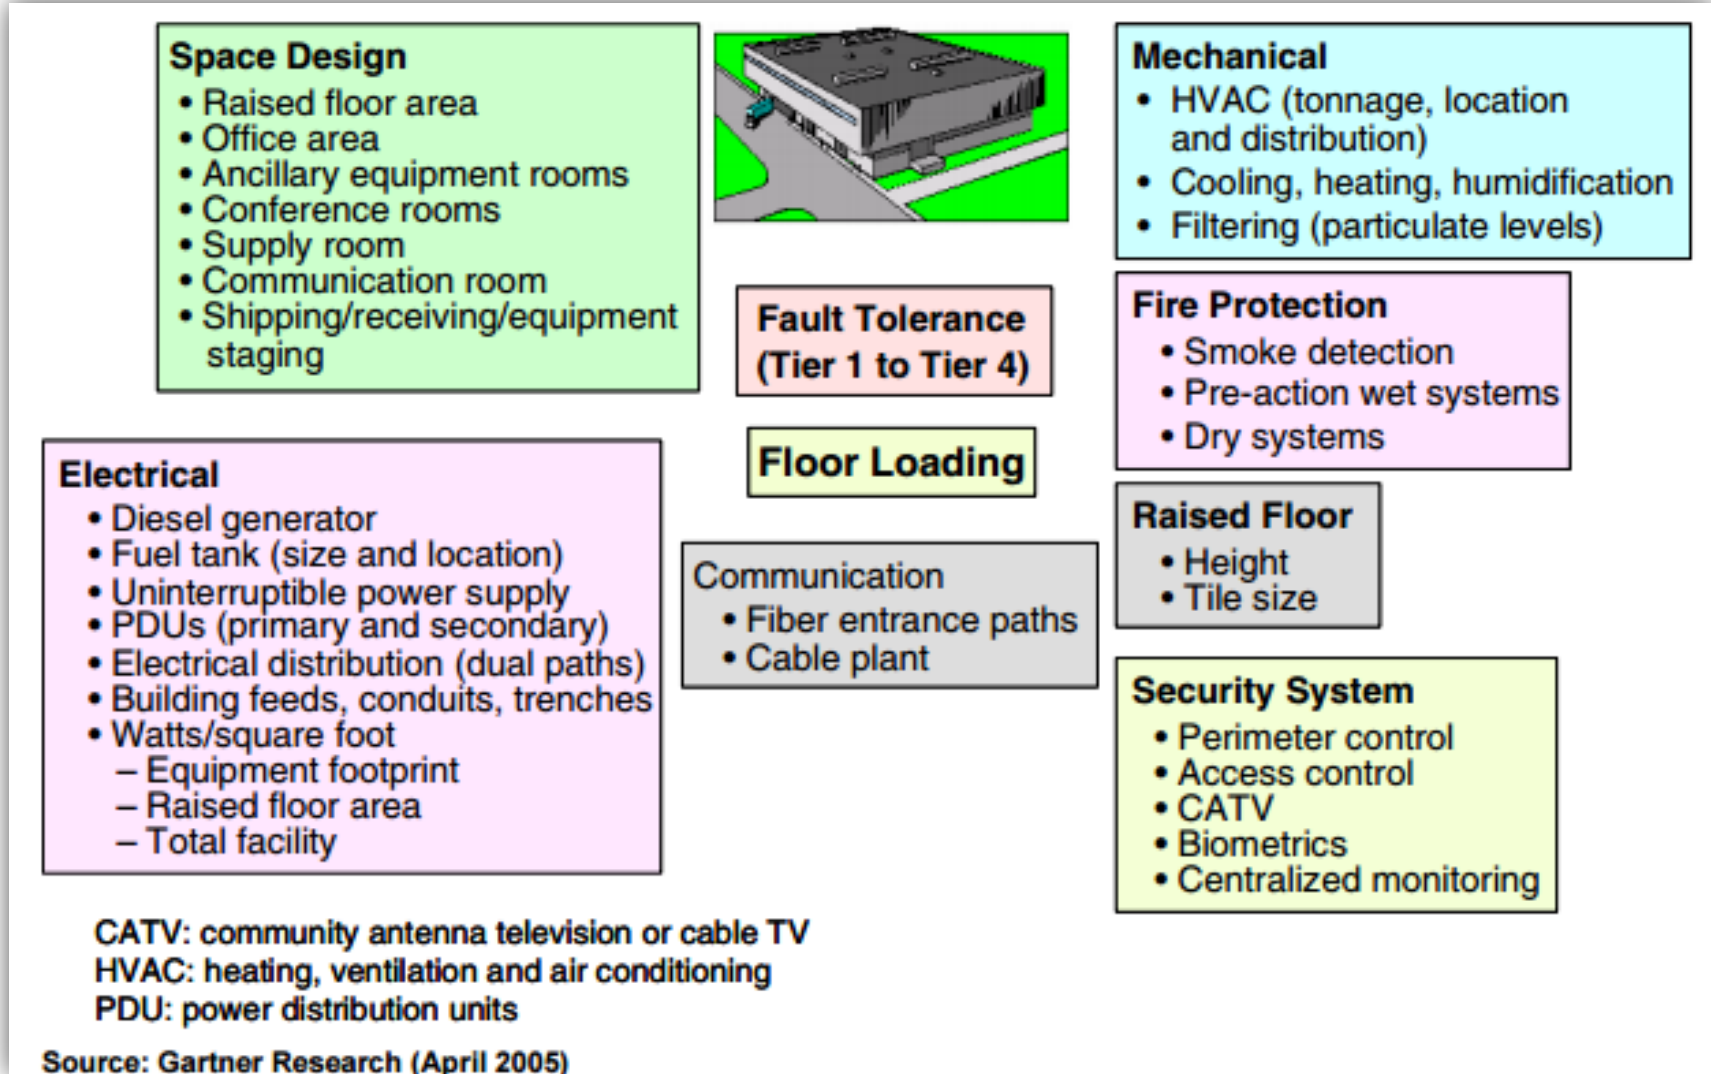 Space Design
• Raised floor area
• Office area
• Ancillary equipment rooms
• Conference rooms
• Supply room
• Communication room
• Shipping/receiving/equipment
staging
Fault Tolerance
(Tier 1 to Tier 4)
Floor Loading
Mechanical
• HVAC (tonnage, location
and distribution)
• Cooling, heating, humidification
• Filtering (particulate levels)
Fire Protection
• Smoke detection
• Pre-action wet systems
• Dry systems
Electrical
• Diesel generator
• Fuel tank (size and location)
• Uninterruptible power supply
• PDUs (primary and secondary)
• Electrical distribution (dual paths)
• Building feeds, conduits, trenches
• Watts/square foot
– Equipment footprint
– Raised floor area
– Total facility
Communication
• Fiber entrance paths
• Cable plant
Raised Floor
• Height
• Tile size
Security System
• Perimeter control
• Access control
• CATV
• Biometrics
• Centralized monitoring
CATV: community antenna television or cable TV
HVAC: heating, ventilation and air conditioning
PDU: power distribution units
Source: Gartner Research (April 2005)